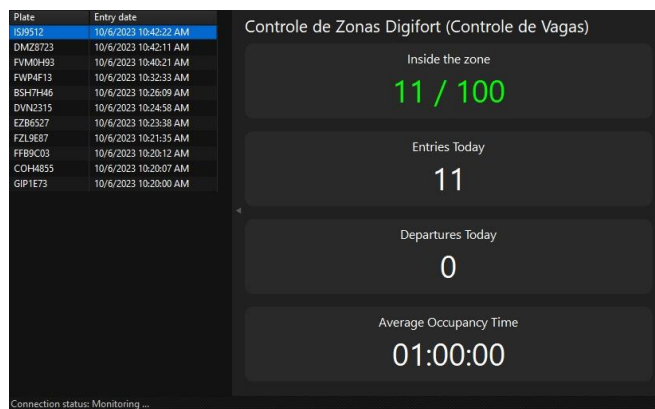 Plate Entry date
ISJ9512 10/6/2023 10:42:22 AM
DMZ8723 10/6/2023 10:42:11 AM
FVM0H93 10/6/2023 10:40:21 AM
FWP4F13 10/6/2023 10:32:33 AM
BSH7H46 10/6/2023 10:26:09 AM
DVN2315 10/6/2023 10:24:58 AM
EZB6527 10/6/2023 10:23:38 AM
FZL9E87 10/6/2023 10:21:35 AM
FFB9C03 10/6/2023 10:20:12 AM
COH4855 10/6/2023 10:20:07 AM
GIP1E73 10/6/2023 10:20:00 AM
Controle de Zonas Digifort (Controle de Vagas)
Inside the zone
11 / 100
Entries Today
11
Departures Today
0
Average Occupancy Time
01:00:00
Connection status: Monitoring ...